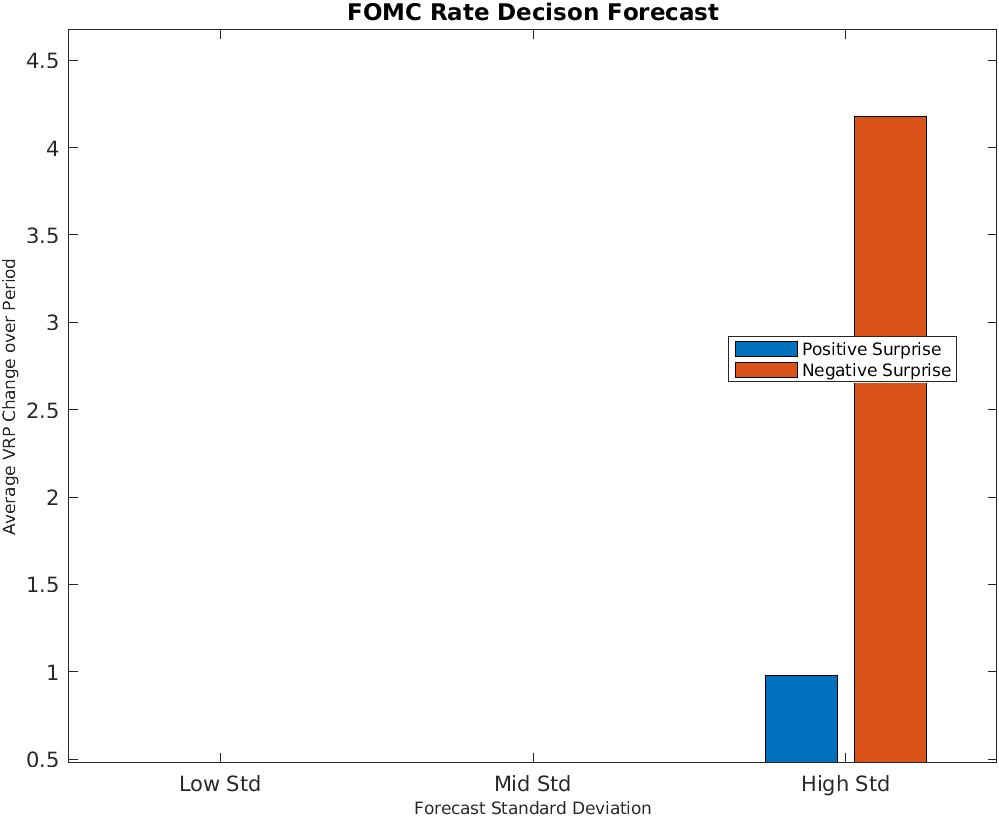 FOMC Rate Decison Forecast
Average VRP Change over Period
4.5
4
3.5
3
2.5
2
1.5
1
0.5
Positive Surprise
Negative Surprise
Low Std
Mid Std
High Std
Forecast Standard Deviation